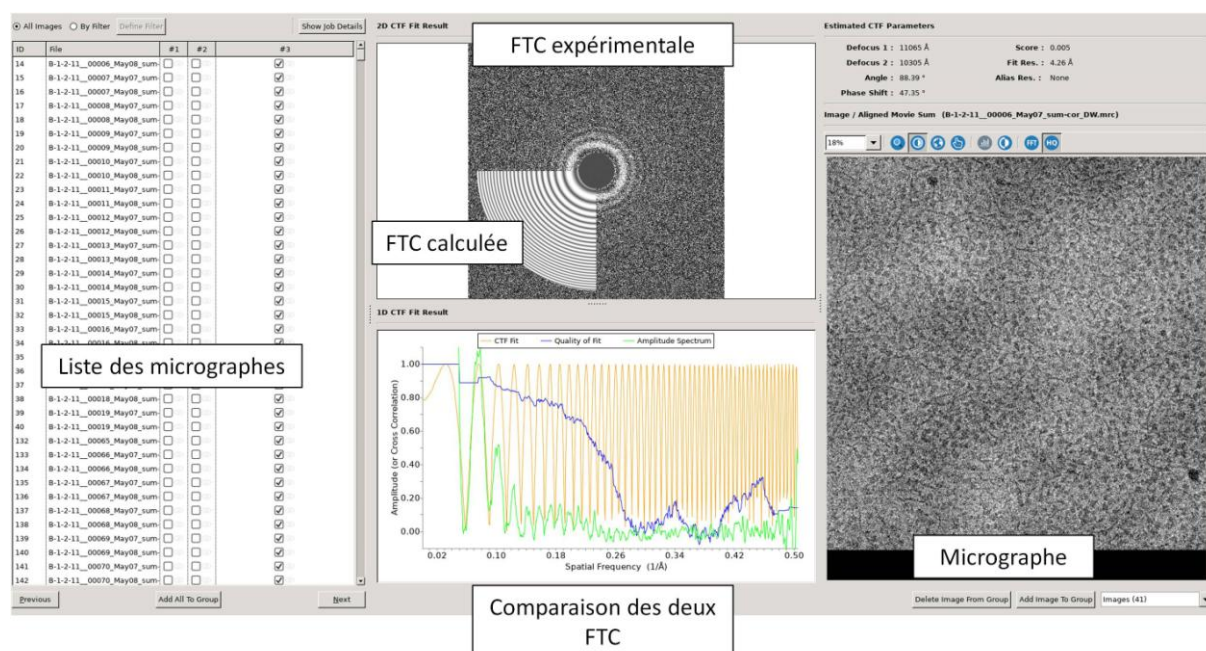 All Images By Filter Define Filter Show Job Details
ID File #1 #2 #3
14 B-1-2-11__00006_May08_sum-
15 B-1-2-11__00007_May07_sum-
16 B-1-2-11__00007_May08_sum-
17 B-1-2-11__00008_May07_sum-
18 B-1-2-11__00008_May08_sum-
19 B-1-2-11__00009_May07_sum-
20 B-1-2-11__00009_May08_sum-
21 B-1-2-11__00010_May07_sum-
22 B-1-2-11__00010_May08_sum-
23 B-1-2-11__00011_May07_sum-
24 B-1-2-11__00011_May08_sum-
25 B-1-2-11__00012_May07_sum-
26 B-1-2-11__00012_May08_sum-
27 B-1-2-11__00013_May07_sum-
28 B-1-2-11__00013_May08_sum-
29 B-1-2-11__00014_May07_sum-
30 B-1-2-11__00014_May08_sum-
31 B-1-2-11__00015_May07_sum-
32 B-1-2-11__00015_May08_sum-
33 B-1-2-11__00016_May07_sum-
34
35
36
37
Liste des micrographes
38 B-1-2-11__00018_May08_sum-
39 B-1-2-11__00019_May07_sum-
40 B-1-2-11__00019_May08_sum-
132 B-1-2-11__00065_May08_sum-
133 B-1-2-11__00066_May07_sum-
134 B-1-2-11__00066_May08_sum-
135 B-1-2-11__00067_May07_sum-
136 B-1-2-11__00067_May08_sum-
137 B-1-2-11__00068_May07_sum-
138 B-1-2-11__00068_May08_sum-
139 B-1-2-11__00069_May07_sum-
140 B-1-2-11__00069_May08_sum-
141 B-1-2-11__00070_May07_sum-
142 B-1-2-11__00070_May08_sum-
Previous Add All To Group Next
2D CTF Fit Result
FTC expérimentale
FTC calculée
1D CTF Fit Result
CTF Fit Quality of Fit Amplitude Spectrum
Amplitude (or Cross Correlation)
1.00
0.80
0.60
0.40
0.20
0.00
0.02 0.10 0.18 0.26 0.34 0.42 0.50
Spatial Frequency (1/Å)
Comparaison des deux
FTC
Estimated CTF Parameters
Defocus 1 : 11065 Å Score : 0.005
Defocus 2 : 10305 Å Fit Res. : 4.26 Å
Angle : 88.39 ° Alias Res. : None
Phase Shift : 47.35 °
Image / Aligned Movie Sum (B-1-2-11__00006_May07_sum-cor_DW.mrc)
18% FFT HQ
Micrographe
Delete Image From Group Add Image To Group Images (41)